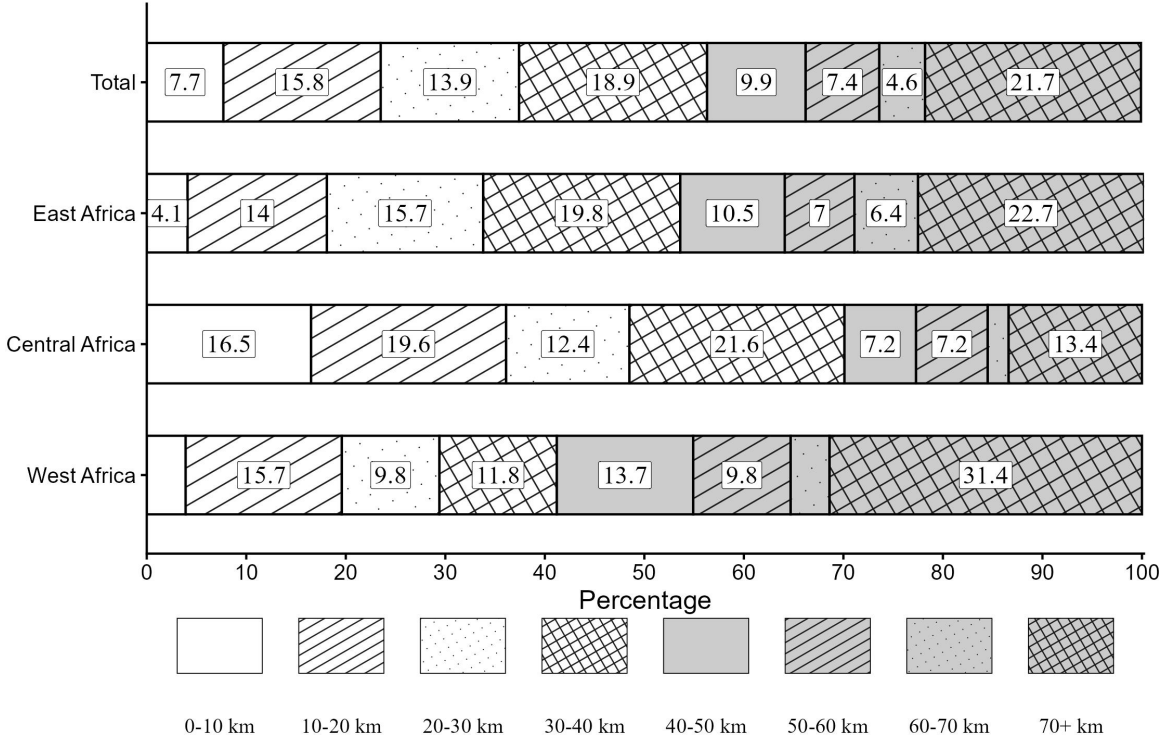 Total 7.7 15.8 13.9 18.9 9.9 7.4 4.6 21.7
East Africa 4.1 14 15.7 19.8 10.5 7 6.4 22.7
Central Africa 16.5 19.6 12.4 21.6 7.2 7.2 13.4
West Africa 15.7 9.8 11.8 13.7 9.8 31.4
0 10 20 30 40 50 60 70 80 90 100
Percentage
0-10 km 10-20 km 20-30 km 30-40 km 40-50 km 50-60 km 60-70 km 70+ km